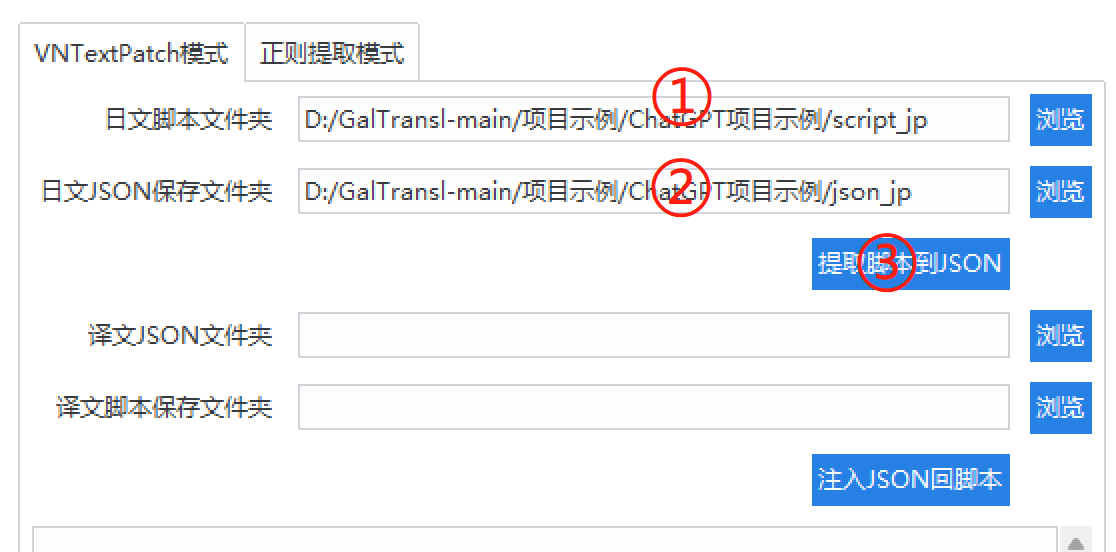 VNTextPatch模式 正则提取模式
①
日文脚本文件夹 D:/GalTransl-main/项目示例/ChatGPT项目示例/script_jp 浏览
②
日文JSON保存文件夹 D:/GalTransl-main/项目示例/ChatGPT项目示例/json_jp 浏览
③
提取脚本到JSON
译文JSON文件夹 浏览
译文脚本保存文件夹 浏览
注入JSON回脚本